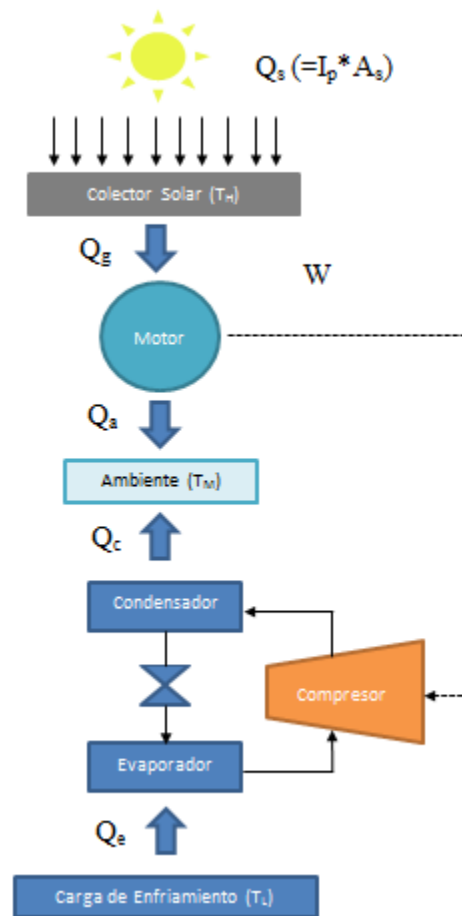 Qs (=Ip*As)
Colector Solar (TH)
Qg
W
Motor
Qa
Ambiente (TM)
Qc
Condensador
Compresor
Evaporador
Qe
Carga de Enfriamiento (TL)